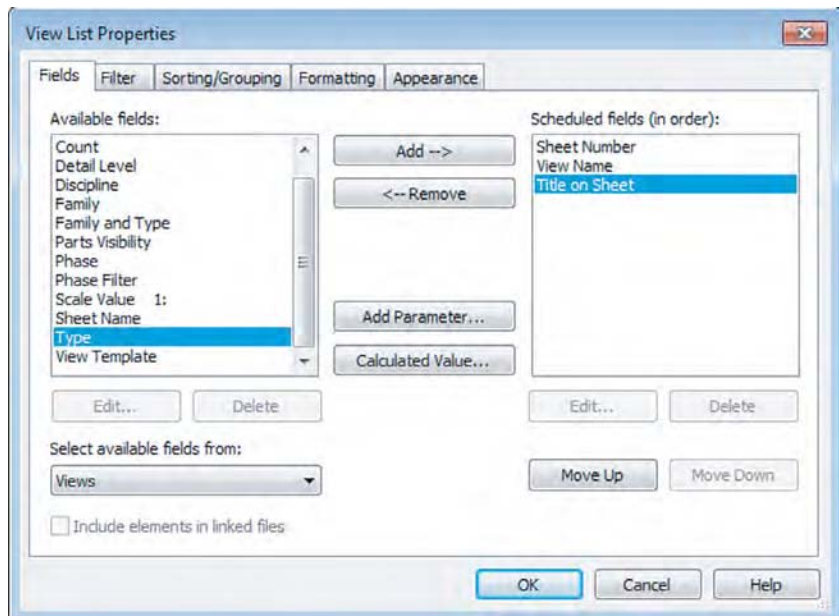 View List Properties
Fields Filter Sorting/Grouping Formatting Appearance
Available fields:
Count
Detail Level
Discipline
Family
Family and Type
Parts Visibility
Phase
Phase Filter
Scale Value 1:
Sheet Name
Type
View Template
Edit... Delete
Select available fields from:
Views
Include elements in linked files
Add -->
<-- Remove
Add Parameter...
Calculated Value...
Scheduled fields (in order):
Sheet Number
View Name
Title on Sheet
Edit... Delete
Move Up Move Down
OK Cancel Help